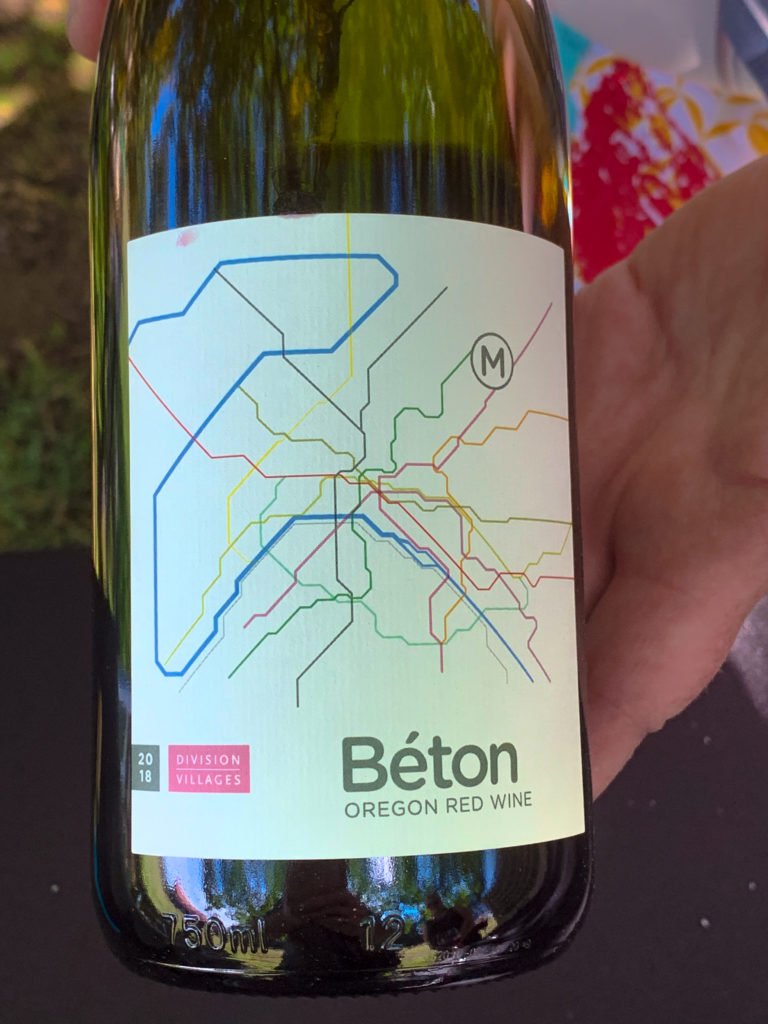 M
20
18
DIVISION
VILLAGES
Béton
OREGON RED WINE
750ml
12